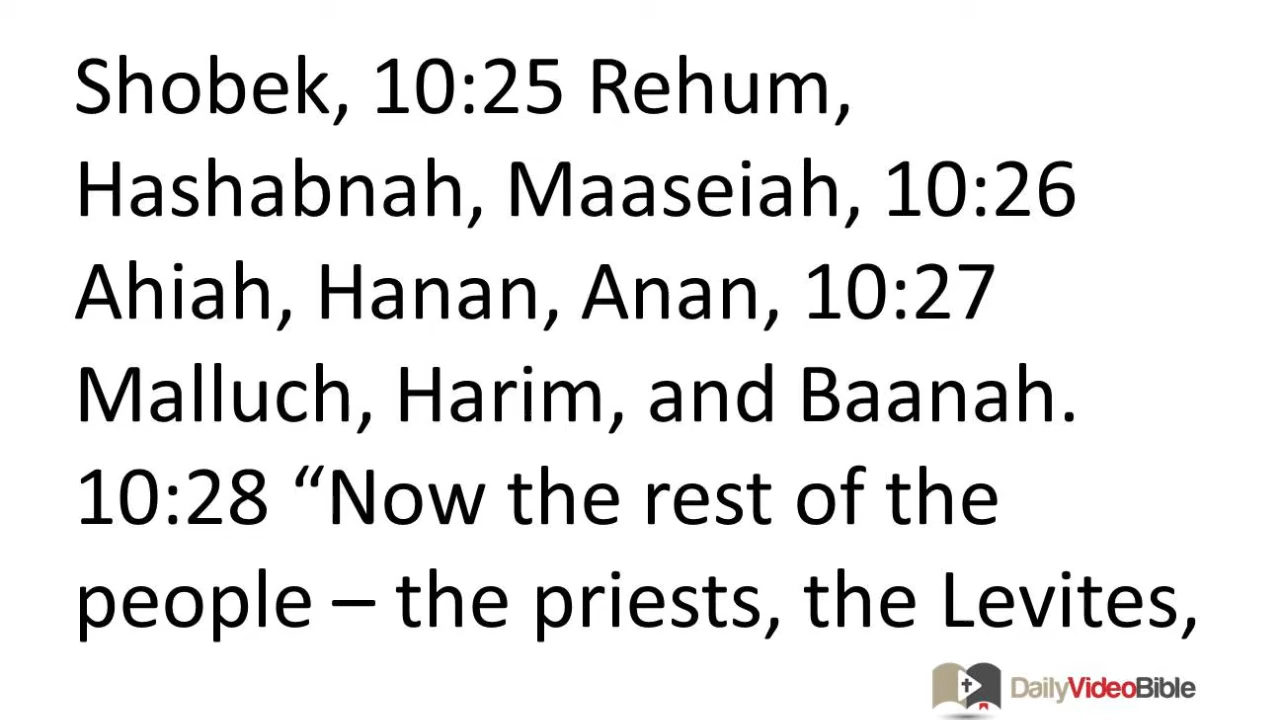 Shobek, 10:25 Rehum,
Hashabnah, Maaseiah, 10:26
Ahiah, Hanan, Anan, 10:27
Malluch, Harim, and Baanah.
10:28 “Now the rest of the
people – the priests, the Levites,
DailyVideoBible